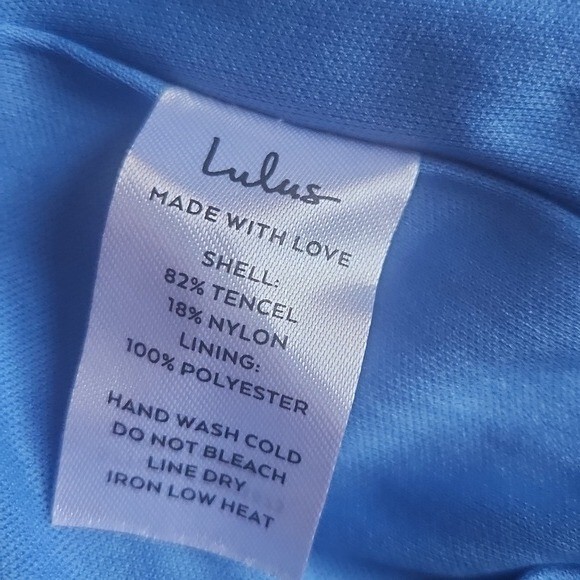 Lulus
MADE WITH LOVE
SHELL:
82% TENCEL
18% NYLON
LINING:
100% POLYESTER
HAND WASH COLD
DO NOT BLEACH
LINE DRY
IRON LOW HEAT